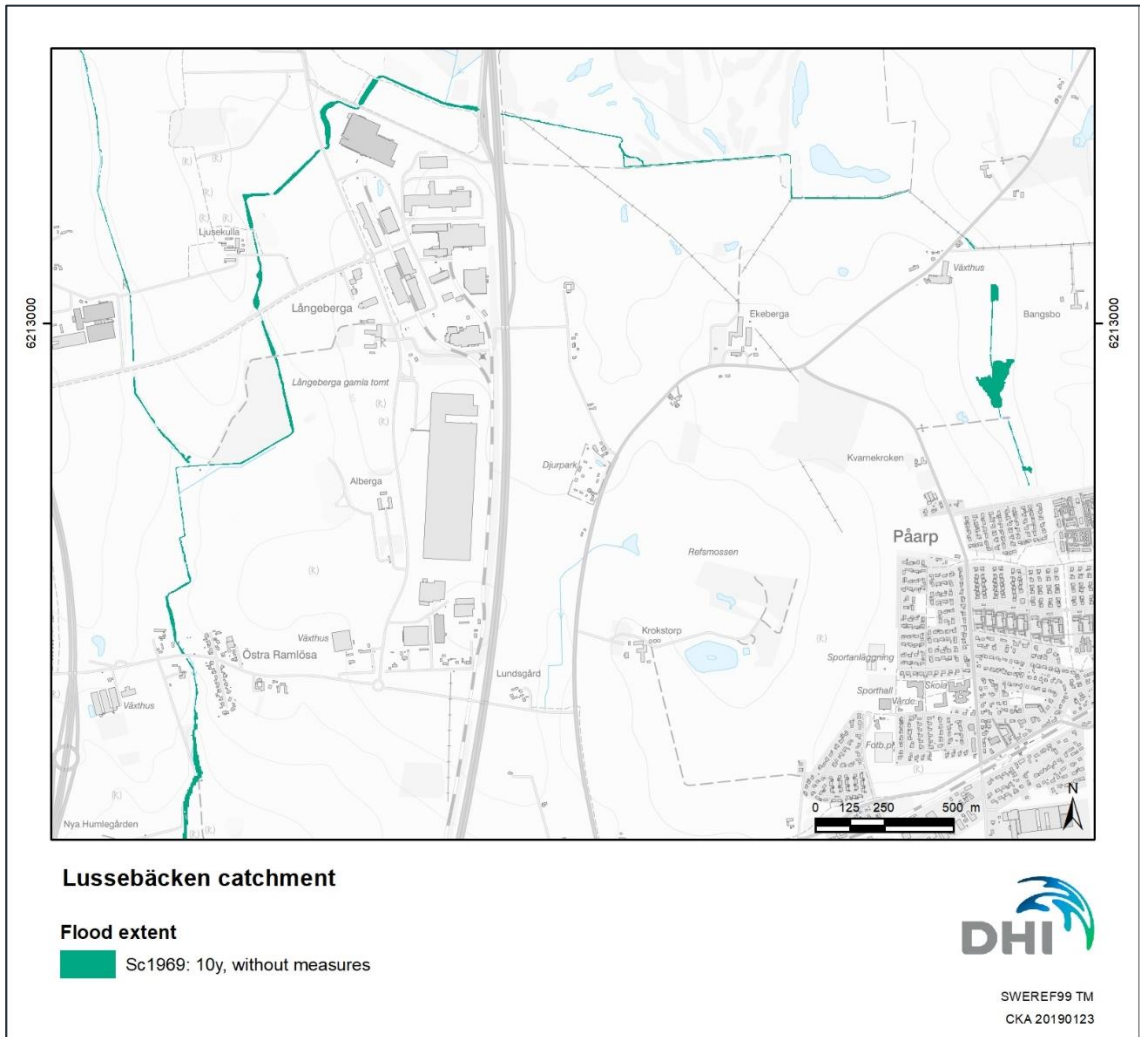 Ljusekulla
(R)
(R)
(R)
(R)
Långeberga
Långeberga gamla tomt
(R)
(R)
Alberga
(R)
Växthus
Östra Ramlösa
Växthus
(R)
Nya Humlegården
(R)
(R)
Djurpark
Lundsgård
Krokstorp
Refsmossen
Ekeberga
Växthus
Bangsbo
Kvarnekroken
Påarp
(R)
Sportanläggning
Sporthall
Skola
Vårdc.
Fotb.pl
(R)
6213000
6213000
0 125 250 500 m
N
Lussebäcken catchment
Flood extent
Sc1969: 10y, without measures
DHI
SWEREF99 TM
CKA 20190123